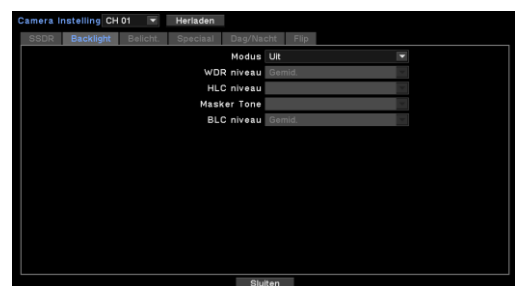 Camera Instelling CH 01 Herladen
SSDR Backlight Belicht. Speciaal Dag/Nacht Flip
Modus Uit
WDR niveau Gemid.
HLC niveau
Masker Tone
BLC niveau Gemid.
Sluiten